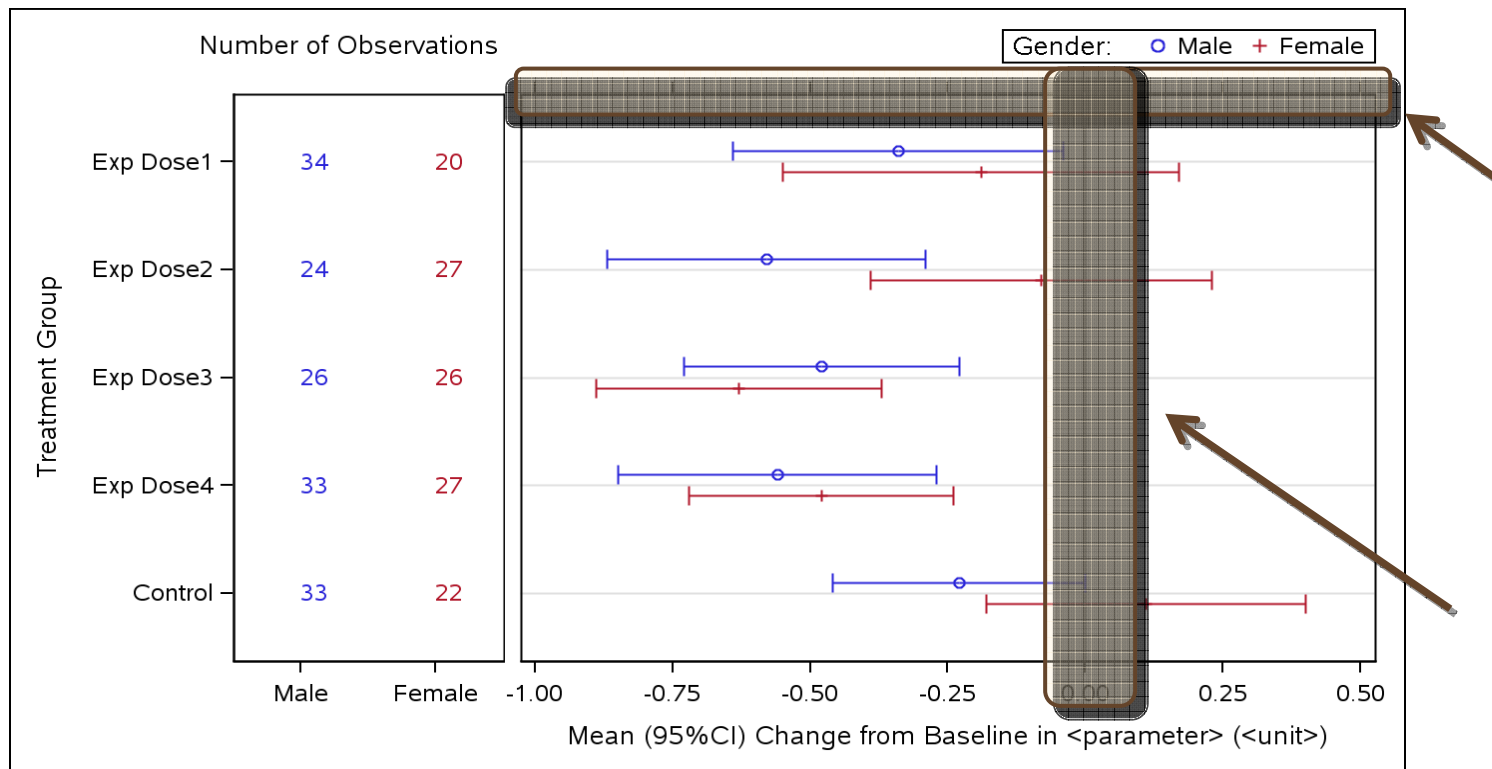 Number of Observations
Gender: Male Female
Exp Dose1 34 20
Exp Dose2 24 27
Exp Dose3 26 26
Exp Dose4 33 27
Control 33 22
Treatment Group
Male Female -1.00 -0.75 -0.50 -0.25 0.00 0.25 0.50
Mean (95%CI) Change from Baseline in <parameter> (<unit>)